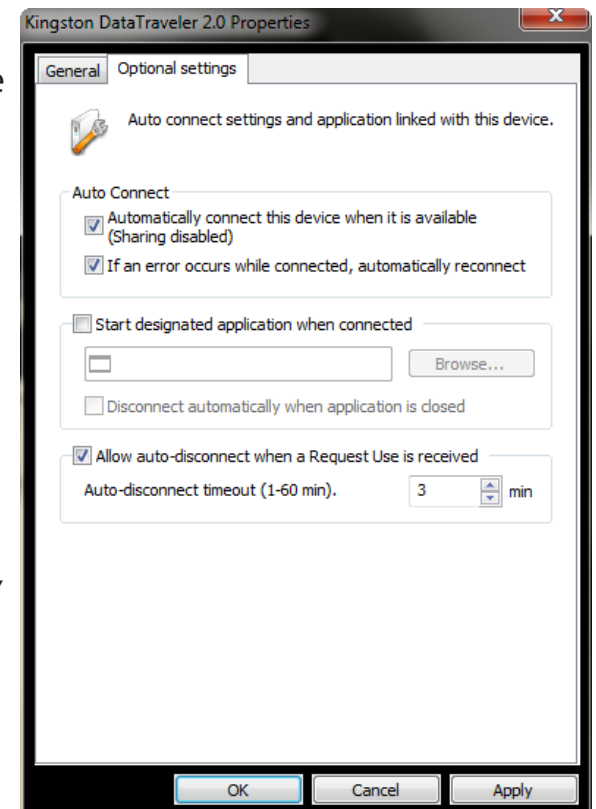 Kingston DataTraveler 2.0 Properties
General Optional settings
e
Auto connect settings and application linked with this device.
Auto Connect
Automatically connect this device when it is available
(Sharing disabled)
If an error occurs while connected, automatically reconnect
Start designated application when connected
Browse...
Disconnect automatically when application is closed
Allow auto-disconnect when a Request Use is received
Auto-disconnect timeout (1-60 min). 3 min
y
OK Cancel Apply